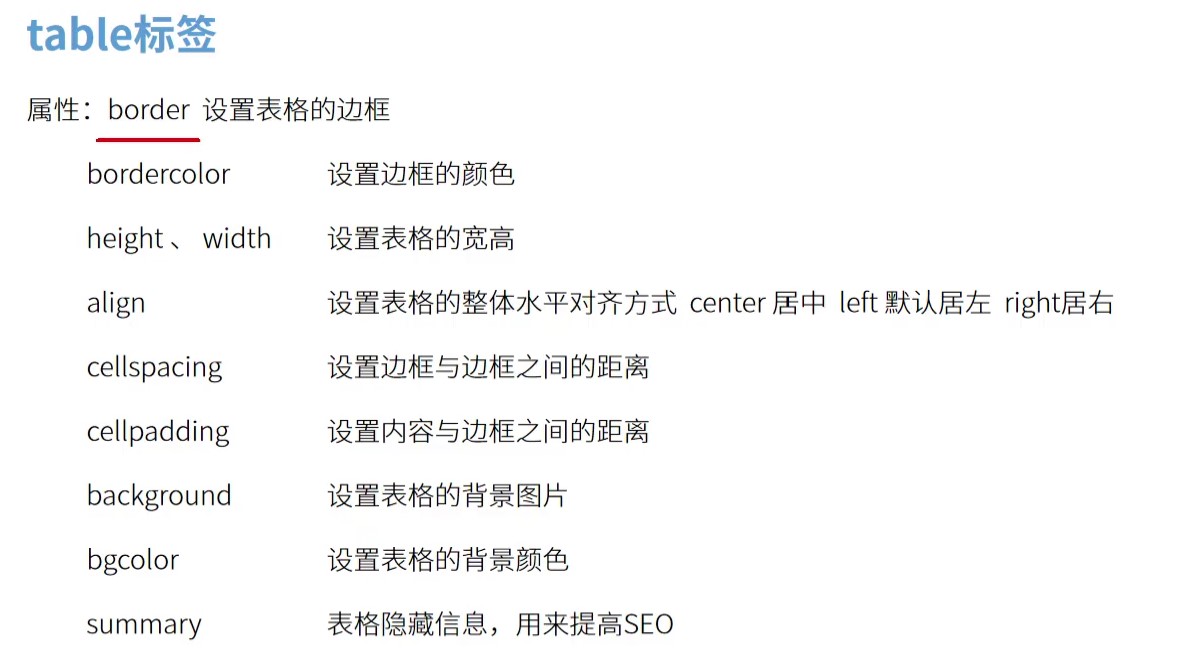 table标签
属性：border 设置表格的边框
bordercolor 设置边框的颜色
height 、 width 设置表格的宽高
align 设置表格的整体水平对齐方式 center 居中 left 默认居左 right居右
cellspacing 设置边框与边框之间的距离
cellpadding 设置内容与边框之间的距离
background 设置表格的背景图片
bgcolor 设置表格的背景颜色
summary 表格隐藏信息，用来提高SEO